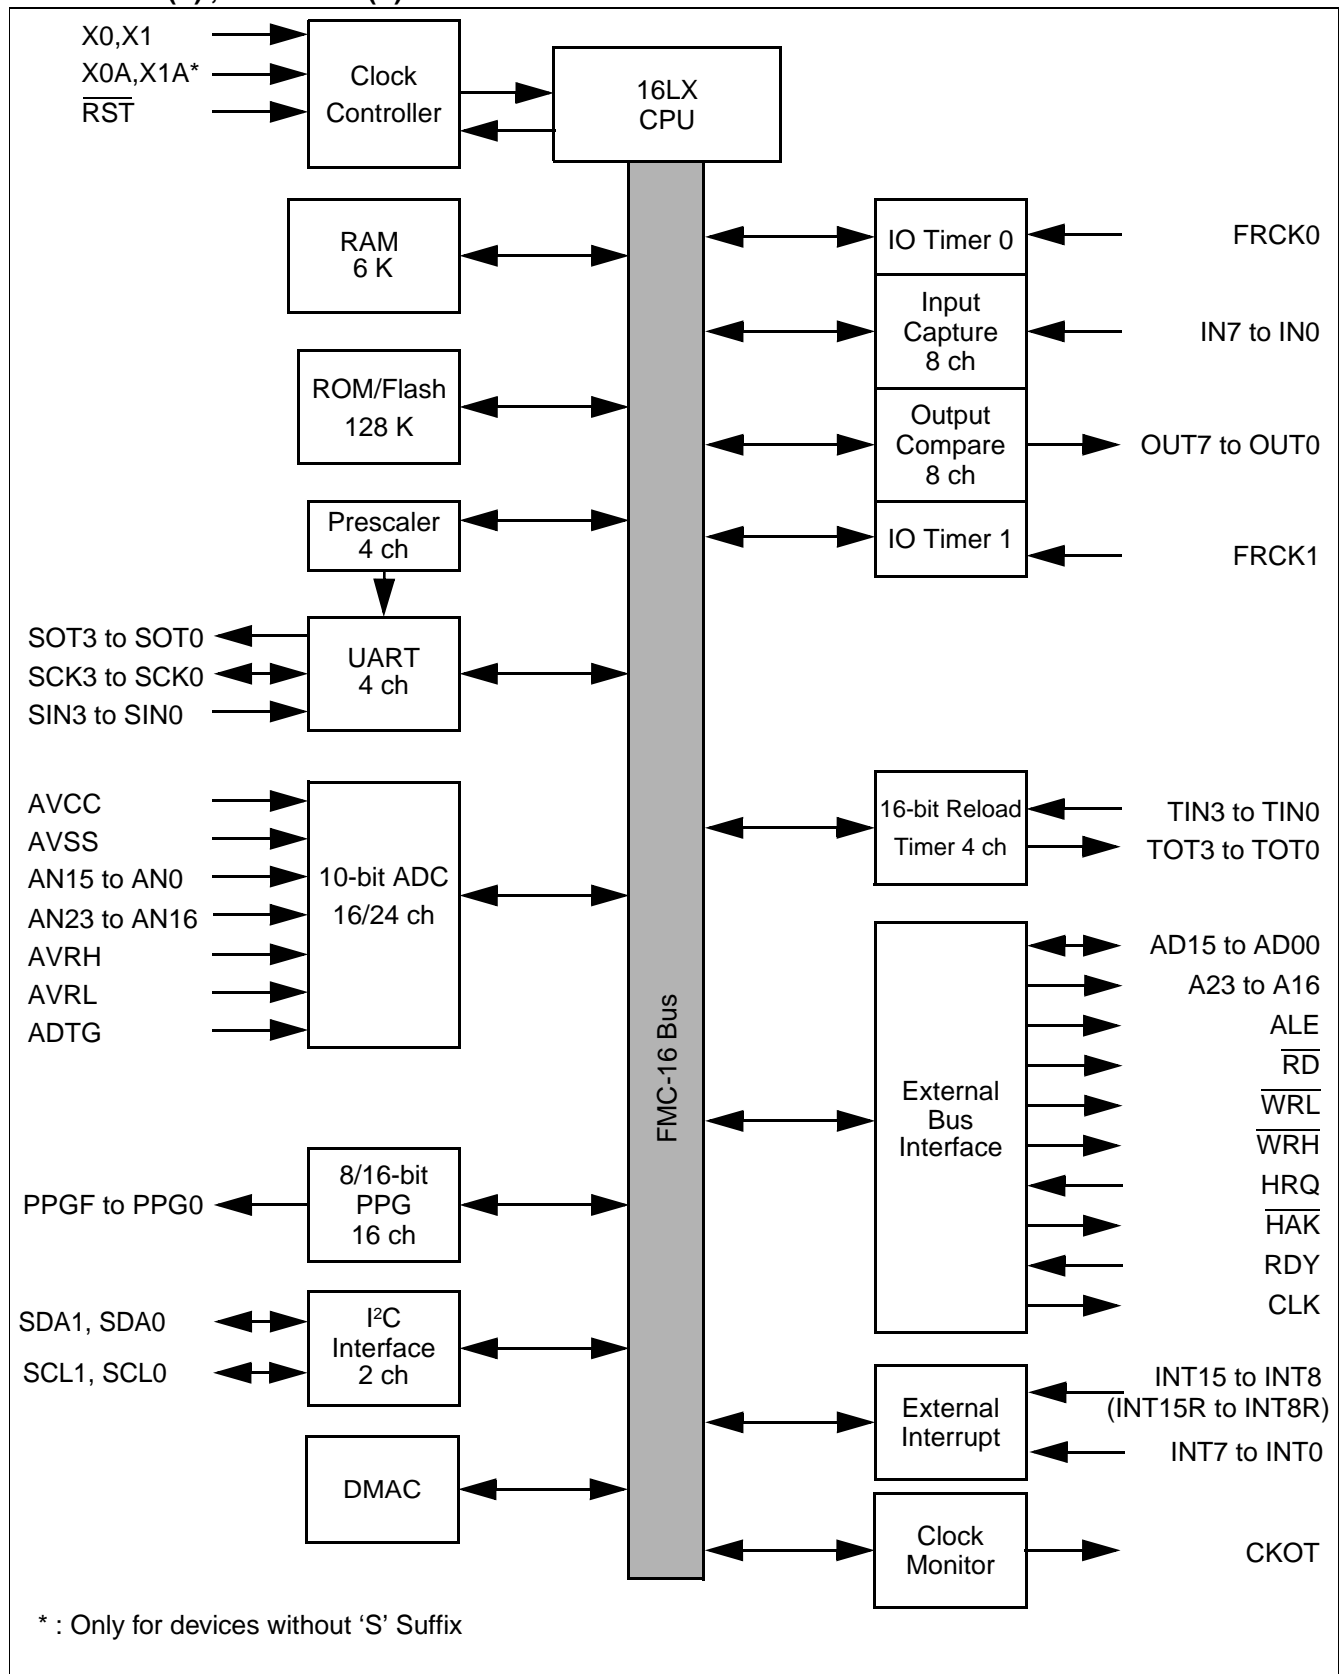 X0,X1
X0A,X1A*
RST
Clock
Controller
16LX
CPU
RAM
6 K
ROM/Flash
128 K
Prescaler
4 ch
SOT3 to SOT0
SCK3 to SCK0
SIN3 to SIN0
UART
4 ch
AVCC
AVSS
AN15 to AN0
AN23 to AN16
AVRH
AVRL
ADTG
10-bit ADC
16/24 ch
PPGF to PPG0
8/16-bit
PPG
16 ch
SDA1, SDA0
SCL1, SCL0
I²C
Interface
2 ch
DMAC
FMC-16 Bus
IO Timer 0
FRCK0
Input
Capture
8 ch
IN7 to IN0
Output
Compare
8 ch
OUT7 to OUT0
IO Timer 1
FRCK1
16-bit Reload
Timer 4 ch
TIN3 to TIN0
TOT3 to TOT0
External
Bus
Interface
AD15 to AD00
A23 to A16
ALE
RD
WRL
WRH
HRQ
HAK
RDY
CLK
External
Interrupt
INT15 to INT8
(INT15R to INT8R)
INT7 to INT0
Clock
Monitor
CKOT
* : Only for devices without ‘S’ Suffix